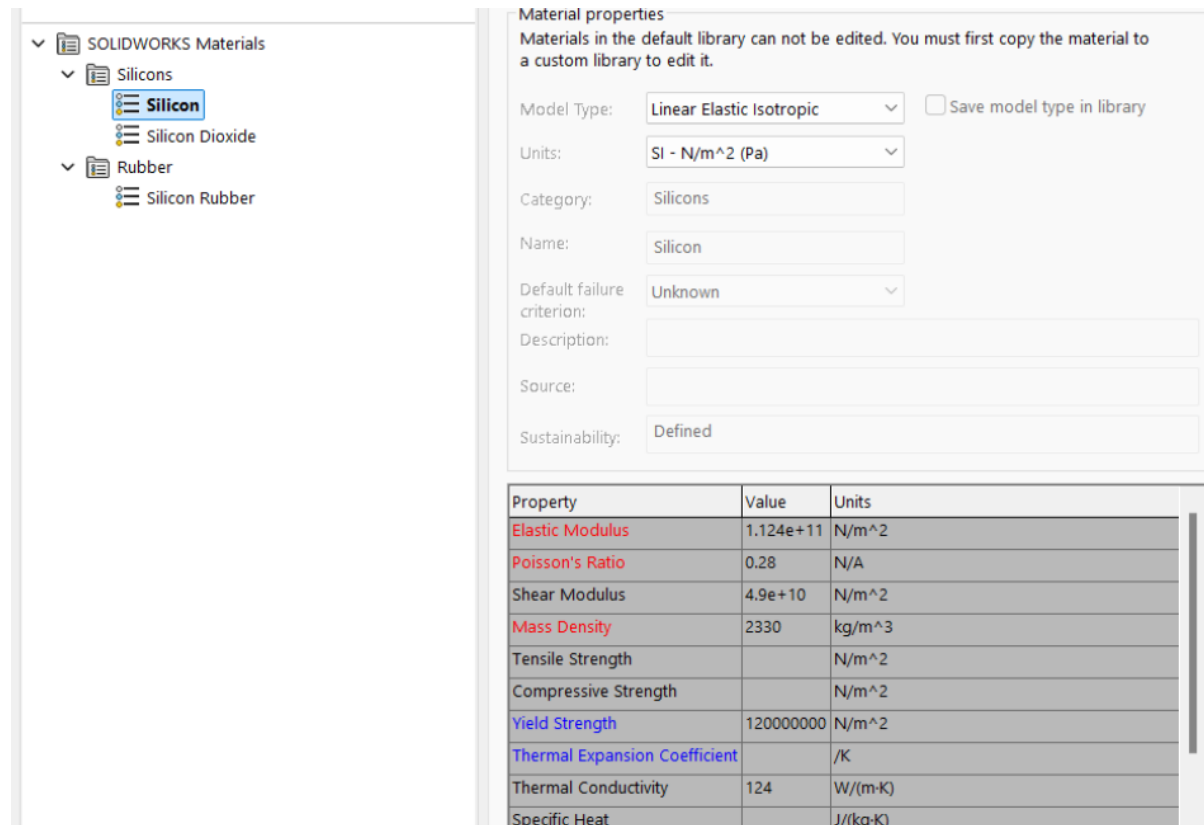 SOLIDWORKS Materials
Silicons
Silicon
Silicon Dioxide
Rubber
Silicon Rubber
Material properties
Materials in the default library can not be edited. You must first copy the material to
a custom library to edit it.
Model Type: Linear Elastic Isotropic Save model type in library
Units: SI - N/m^2 (Pa)
Category: Silicons
Name: Silicon
Default failure
criterion: Unknown
Description:
Source:
Sustainability: Defined
Property Value Units
Elastic Modulus 1.124e+11 N/m^2
Poisson's Ratio 0.28 N/A
Shear Modulus 4.9e+10 N/m^2
Mass Density 2330 kg/m^3
Tensile Strength N/m^2
Compressive Strength N/m^2
Yield Strength 120000000 N/m^2
Thermal Expansion Coefficient /K
Thermal Conductivity 124 W/(m·K)
Specific Heat J/(kg·K)